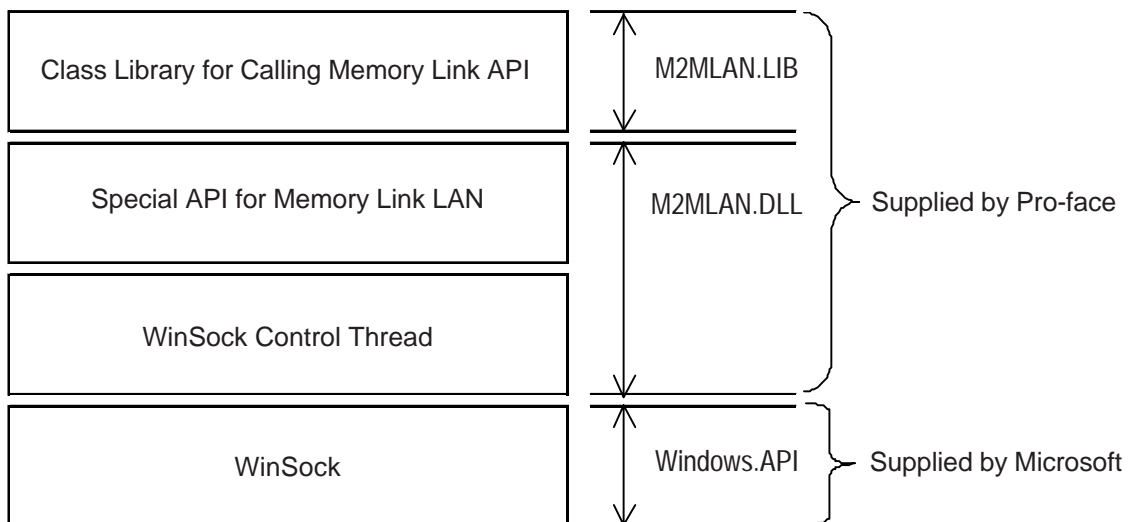 Class Library for Calling Memory Link API
M2MLAN.LIB
Special API for Memory Link LAN
M2MLAN.DLL
Supplied by Pro-face
WinSock Control Thread
WinSock
Windows.API
Supplied by Microsoft